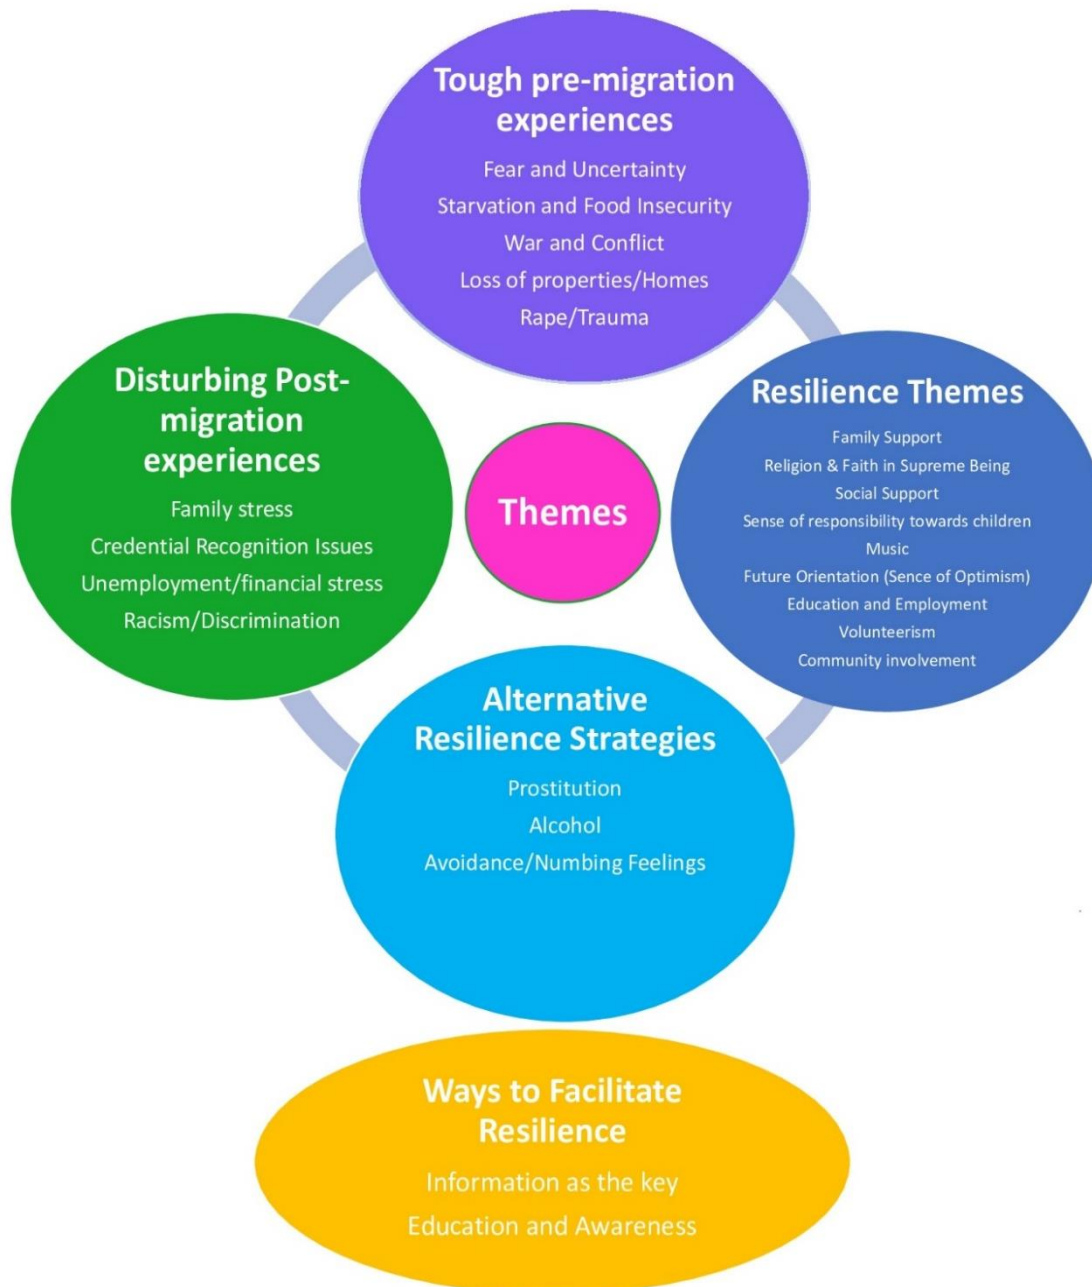 Tough pre-migration
experiences
Fear and Uncertainty
Starvation and Food Insecurity
War and Conflict
Loss of properties/Homes
Rape/Trauma
Disturbing Post-
migration
experiences
Family stress
Credential Recognition Issues
Unemployment/financial stress
Racism/Discrimination
Themes
Resilience Themes
Family Support
Religion & Faith in Supreme Being
Social Support
Sense of responsibility towards children
Music
Future Orientation (Sence of Optimism)
Education and Employment
Volunteerism
Community involvement
Alternative
Resilience Strategies
Prostitution
Alcohol
Avoidance/Numbing Feelings
Ways to Facilitate
Resilience
Information as the key
Education and Awareness